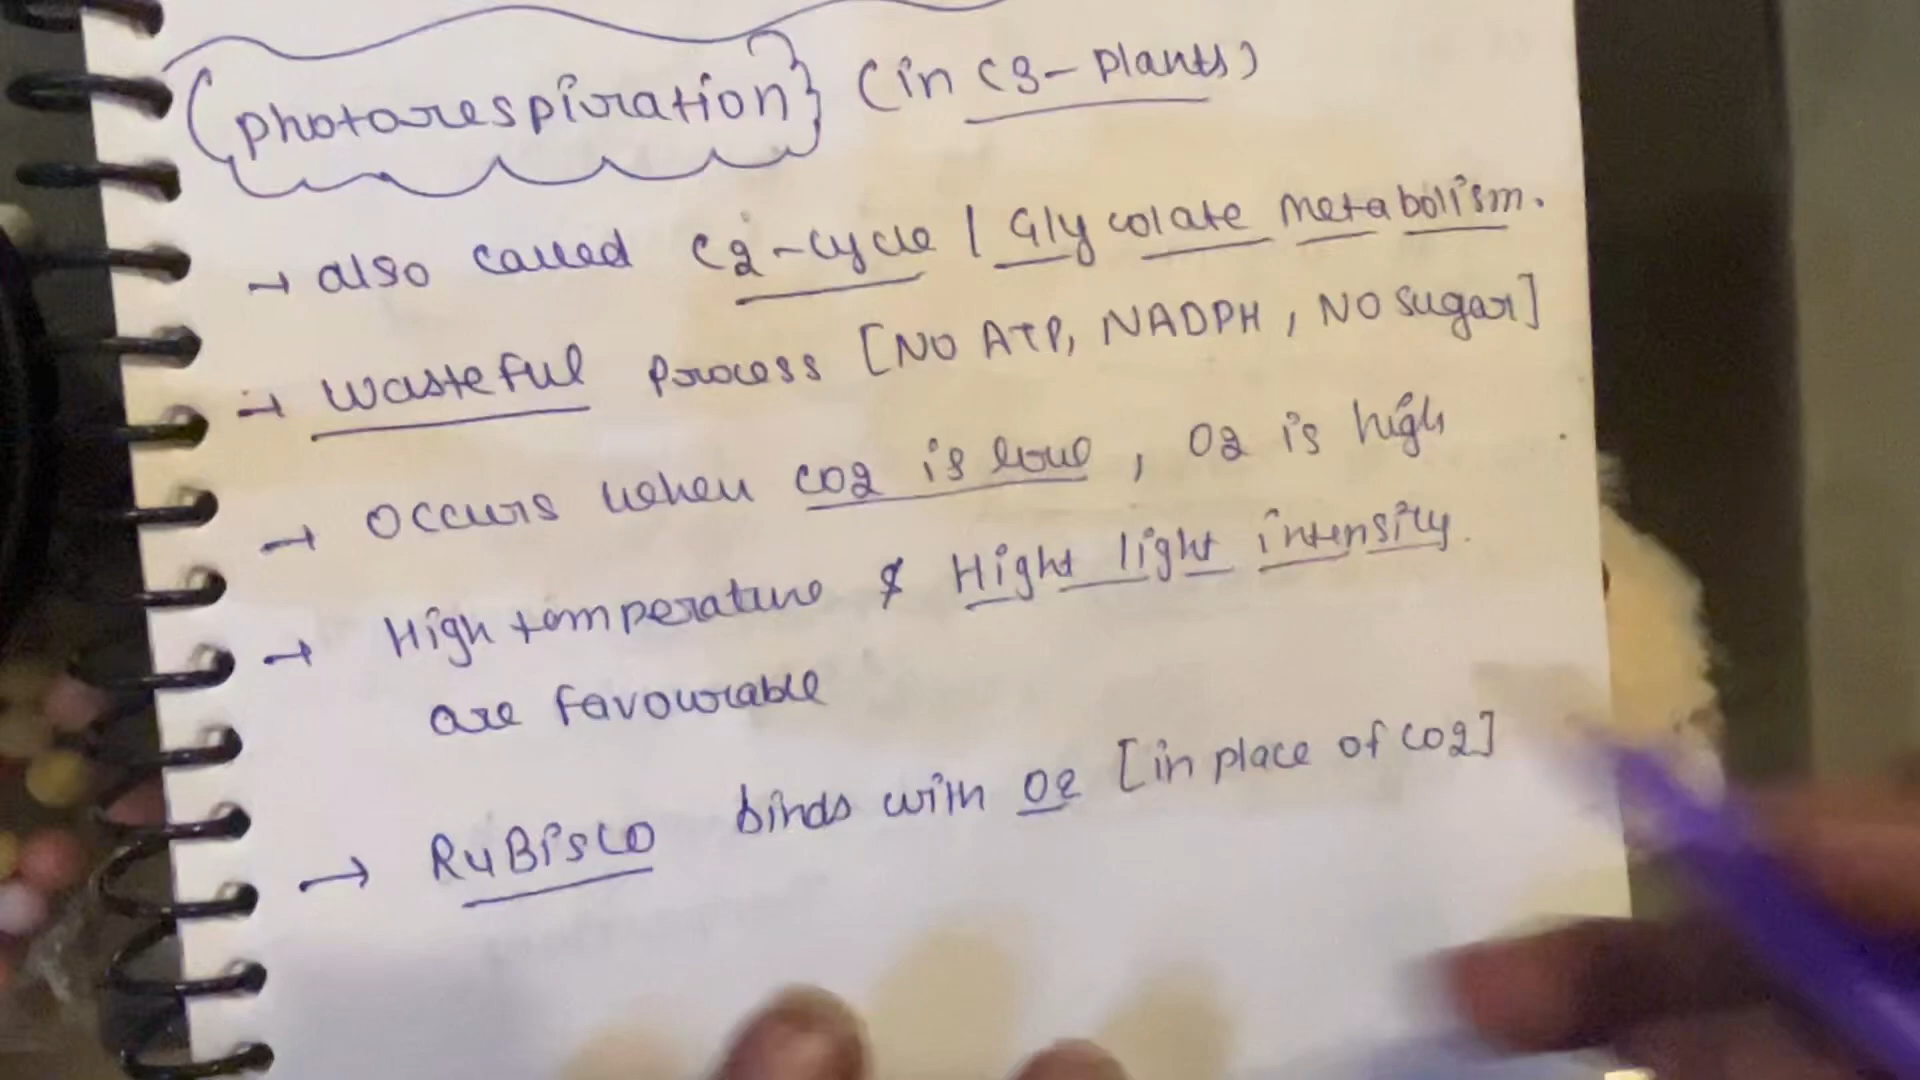 {photorespiration} (in C3-plants)
→ also called C2-cycle / Glycolate metabolism.
→ wasteful process [NO ATP, NADPH, NO sugar]
→ occurs when CO2 is low, O2 is high
→ High temperature & Hight light intensity.
are favourable
→ RuBisCO binds with O2 [in place of CO2]